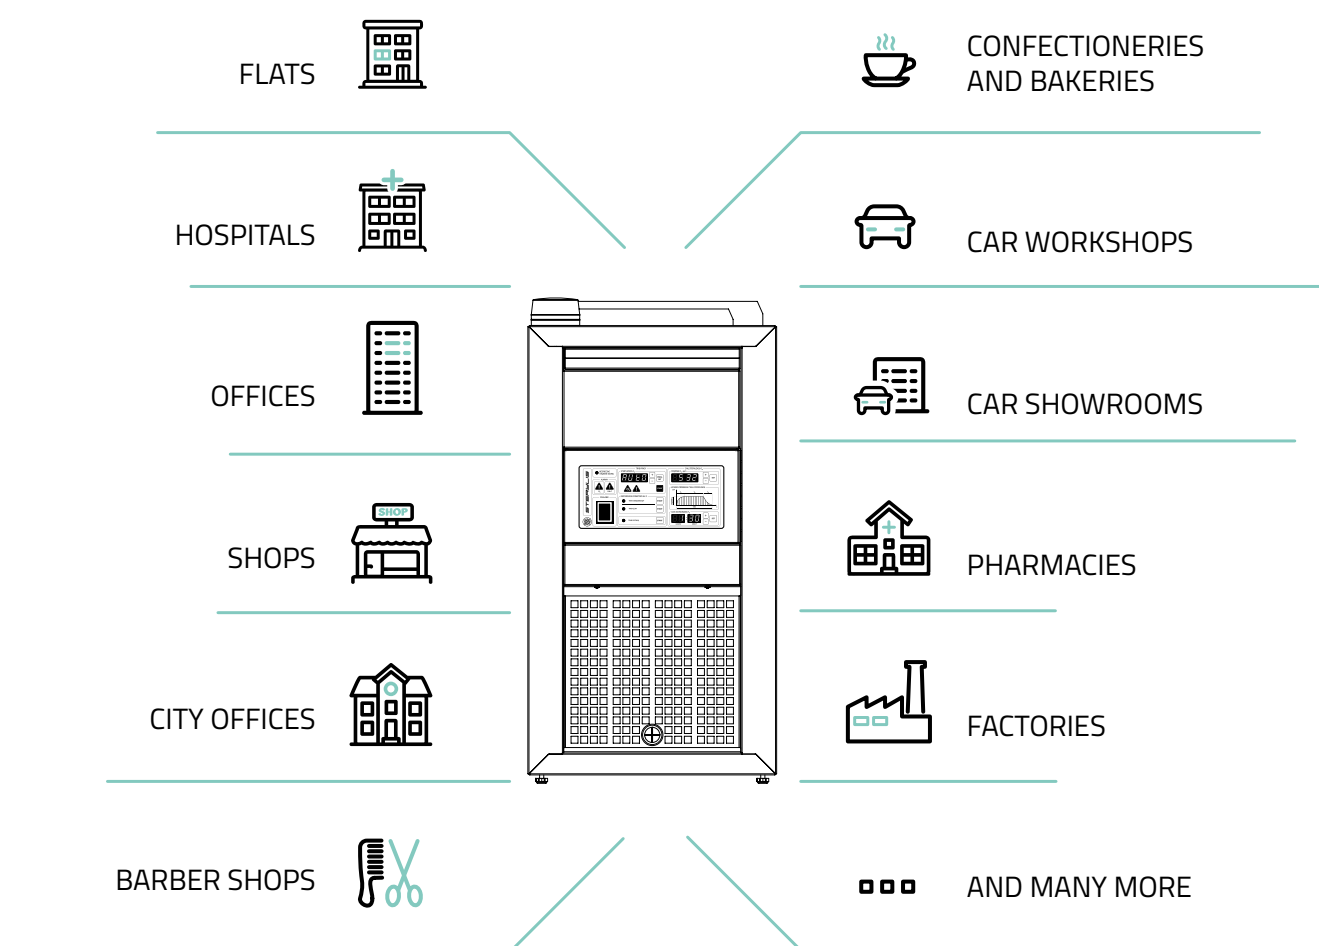 FLATS
HOSPITALS
OFFICES
SHOPS
SHOP
CITY OFFICES
BARBER SHOPS
CONFECTIONERIES
AND BAKERIES
CAR WORKSHOPS
CAR SHOWROOMS
PHARMACIES
FACTORIES
AND MANY MORE